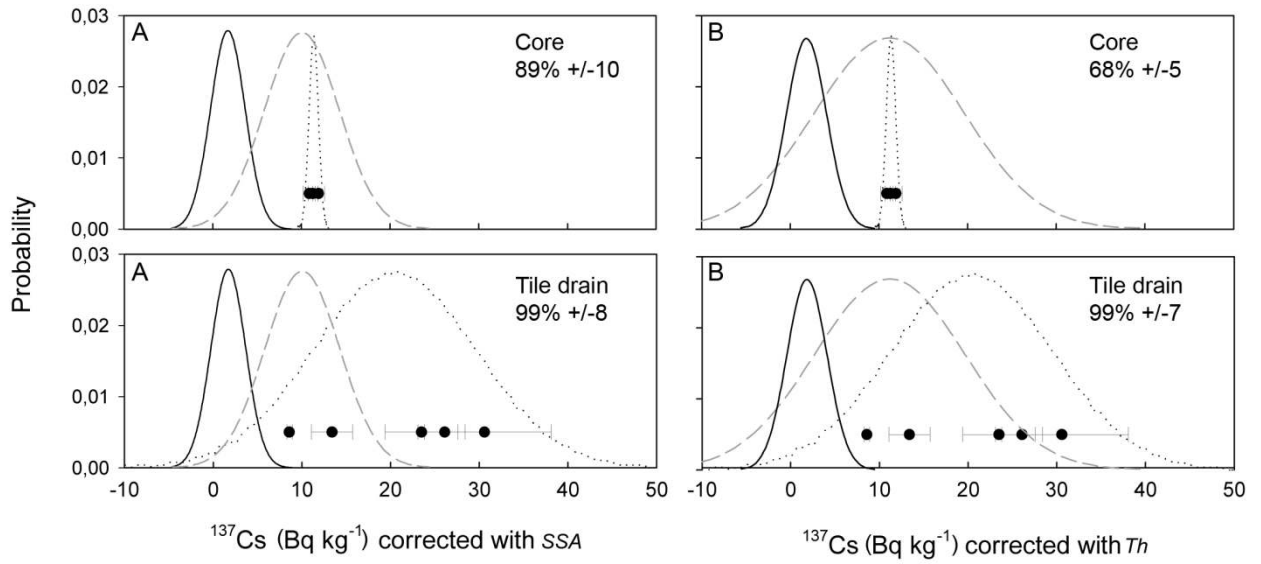 Probability
0,03
0,02
0,01
0,00
A
Core
89% +/-10
B
Core
68% +/-5
0,03
0,02
0,01
0,00
A
Tile drain
99% +/-8
B
Tile drain
99% +/-7
-10 0 10 20 30 40 50
-10 0 10 20 30 40 50
¹³⁷Cs (Bq kg⁻¹) corrected with SSA
¹³⁷Cs (Bq kg⁻¹) corrected with Th